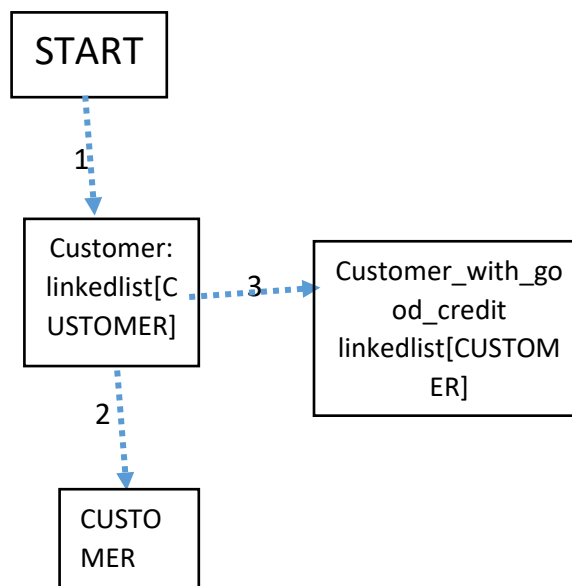 START
1
Customer:
linkedlist[C
USTOMER]
3
Customer_with_go
od_credit
linkedlist[CUSTOM
ER]
2
CUSTO
MER